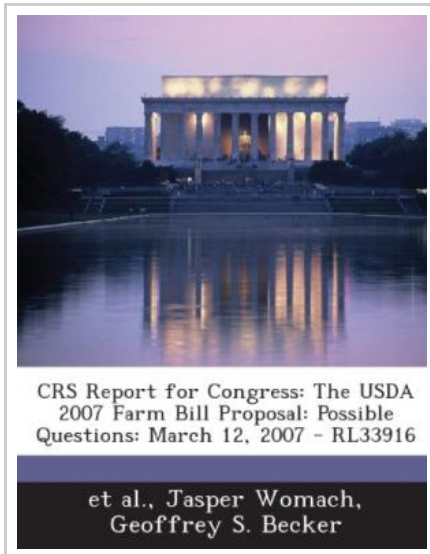 CRS Report for Congress: The USDA
2007 Farm Bill Proposal: Possible
Questions: March 12, 2007 - RL33916
et al., Jasper Womach,
Geoffrey S. Becker